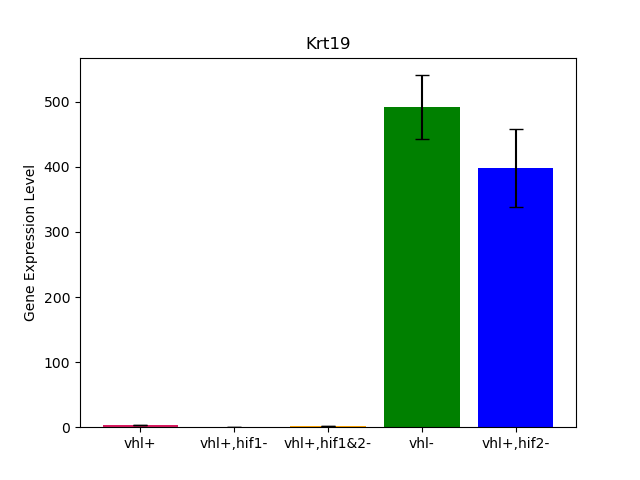 Krt19
Gene Expression Level
500
400
300
200
100
0
vhl+ vhl+,hif1- vhl+,hif1&2- vhl- vhl+,hif2-